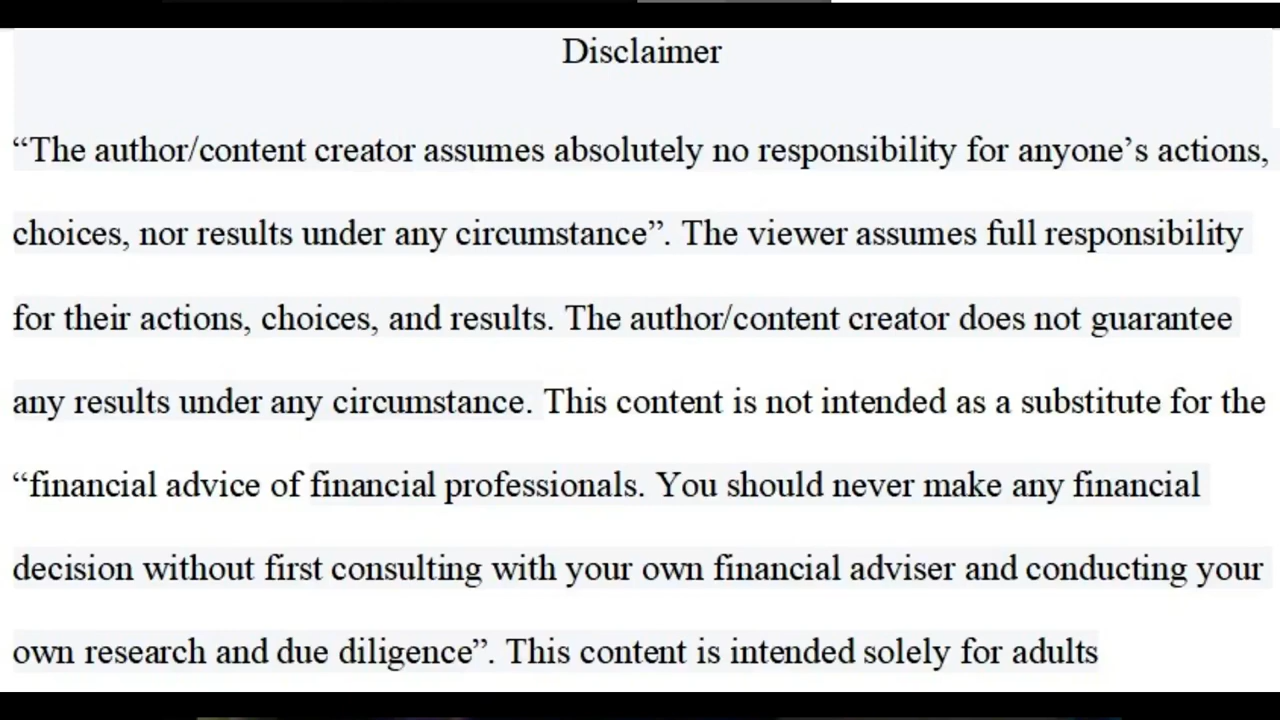 Disclaimer
“The author/content creator assumes absolutely no responsibility for anyone’s actions,
choices, nor results under any circumstance”. The viewer assumes full responsibility
for their actions, choices, and results. The author/content creator does not guarantee
any results under any circumstance. This content is not intended as a substitute for the
“financial advice of financial professionals. You should never make any financial
decision without first consulting with your own financial adviser and conducting your
own research and due diligence”. This content is intended solely for adults